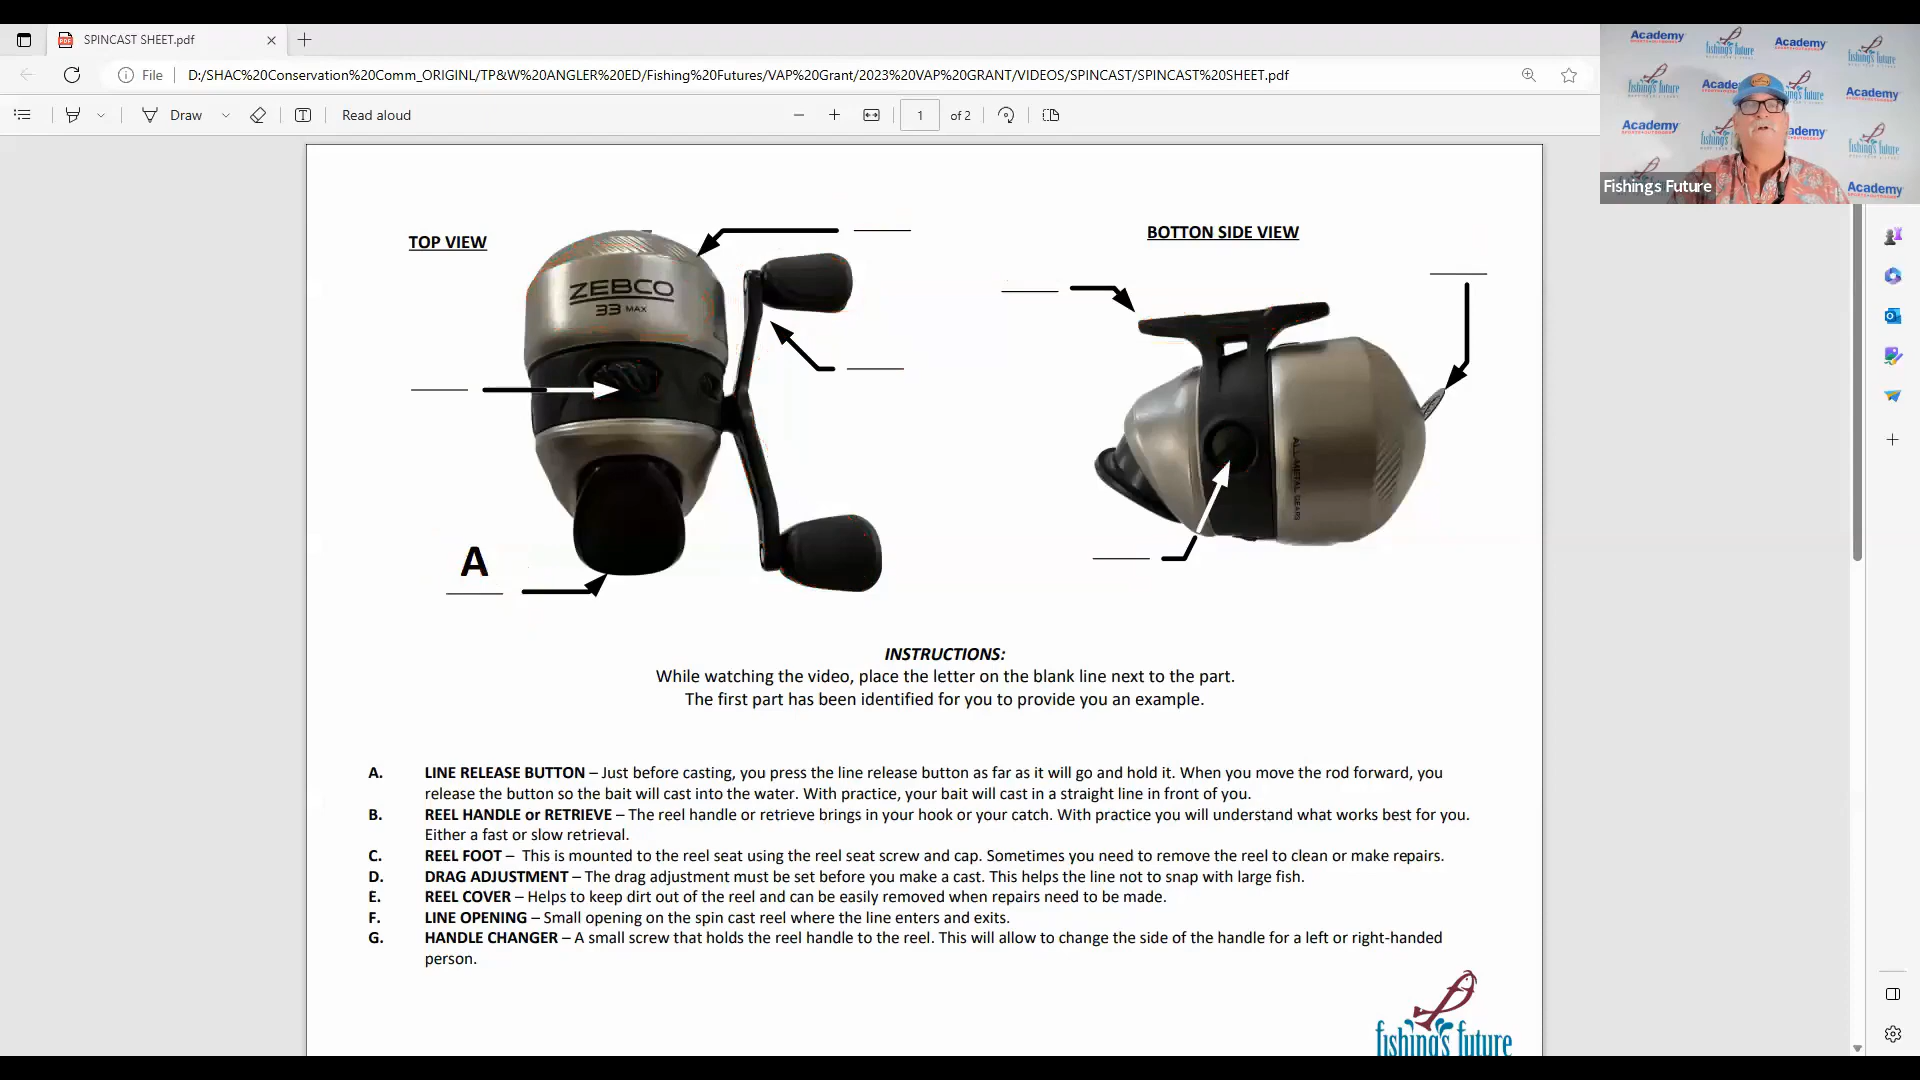 SPINCAST SHEET.pdf
File
D:/SHAC%20Conservation%20Comm_ORIGINL/TP&W%20ANGLER%20ED/Fishing%20Futures/VAP%20Grant/2023%20VAP%20GRANT/VIDEOS/SPINCAST/SPINCAST%20SHEET.pdf
Draw
Read aloud
1
of 2
Academy
Academy
fishing's future
Academy
Academy
fishing's future
Fishings Future
Academy
TOP VIEW
BOTTON SIDE VIEW
ZEBCO
33 MAX
ALL-METAL GEARS
A
INSTRUCTIONS:
While watching the video, place the letter on the blank line next to the part.
The first part has been identified for you to provide you an example.
A. LINE RELEASE BUTTON – Just before casting, you press the line release button as far as it will go and hold it. When you move the rod forward, you
release the button so the bait will cast into the water. With practice, your bait will cast in a straight line in front of you.
B. REEL HANDLE or RETRIEVE – The reel handle or retrieve brings in your hook or your catch. With practice you will understand what works best for you.
Either a fast or slow retrieval.
C. REEL FOOT – This is mounted to the reel seat using the reel seat screw and cap. Sometimes you need to remove the reel to clean or make repairs.
D. DRAG ADJUSTMENT – The drag adjustment must be set before you make a cast. This helps the line not to snap with large fish.
E. REEL COVER – Helps to keep dirt out of the reel and can be easily removed when repairs need to be made.
F. LINE OPENING – Small opening on the spin cast reel where the line enters and exits.
G. HANDLE CHANGER – A small screw that holds the reel handle to the reel. This will allow to change the side of the handle for a left or right-handed
person.
fishing's future